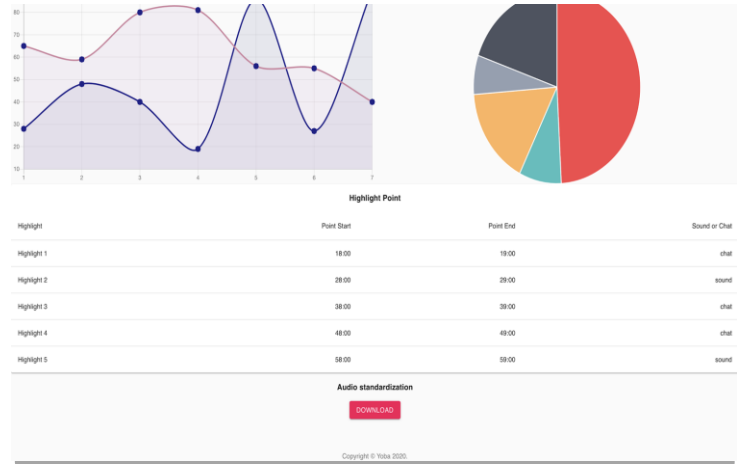 80
70
60
50
40
30
20
10
1 2 3 4 5 6 7
Highlight Point
Highlight Point Start Point End Sound or Chat
Highlight 1 18:00 19:00 chat
Highlight 2 28:00 29:00 sound
Highlight 3 38:00 39:00 chat
Highlight 4 48:00 49:00 chat
Highlight 5 58:00 59:00 sound
Audio standardization
DOWNLOAD
Copyright © Yoba 2020.